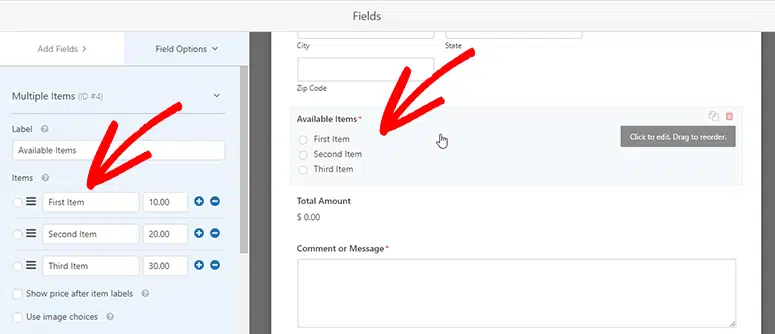 Fields
Add Fields
Field Options
Multiple Items (ID #4)
Label
Available Items
Items
First Item 10.00
Second Item 20.00
Third Item 30.00
Show price after item labels
Use image choices
City State
Zip Code
Available Items *
First Item
Second Item
Third Item
Click to edit. Drag to reorder.
Total Amount
$ 0.00
Comment or Message *